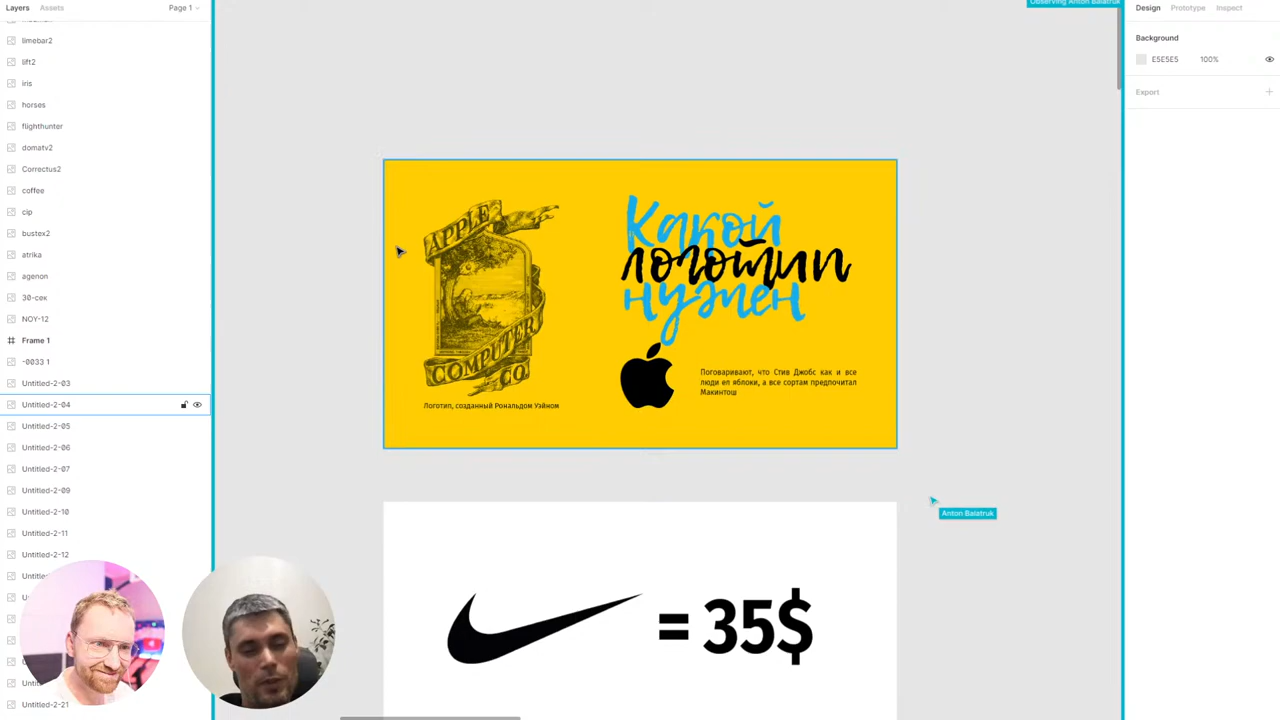 Layers
Assets
Page 1
limebar2
lift2
iris
horses
flighthunter
domatv2
Correctus2
coffee
cip
bustex2
atrika
agenon
30-сек
NOY-12
Frame 1
-0033 1
Untitled-2-03
Untitled-2-04
Untitled-2-05
Untitled-2-06
Untitled-2-07
Untitled-2-09
Untitled-2-10
Untitled-2-11
Untitled-2-12
Untitled-2-21
Observing Anton Balatruk
APPLE
COMPUTER
CO.
Логотип, созданный Рональдом Уэйном
Какой
логотип
нужен
Поговаривают, что Стив Джобс как и все
люди ел яблоки, а все сортам предпочитал
Макинтош
Anton Balatruk
= 35$
Design
Prototype
Inspect
Background
E5E5E5
100%
Export